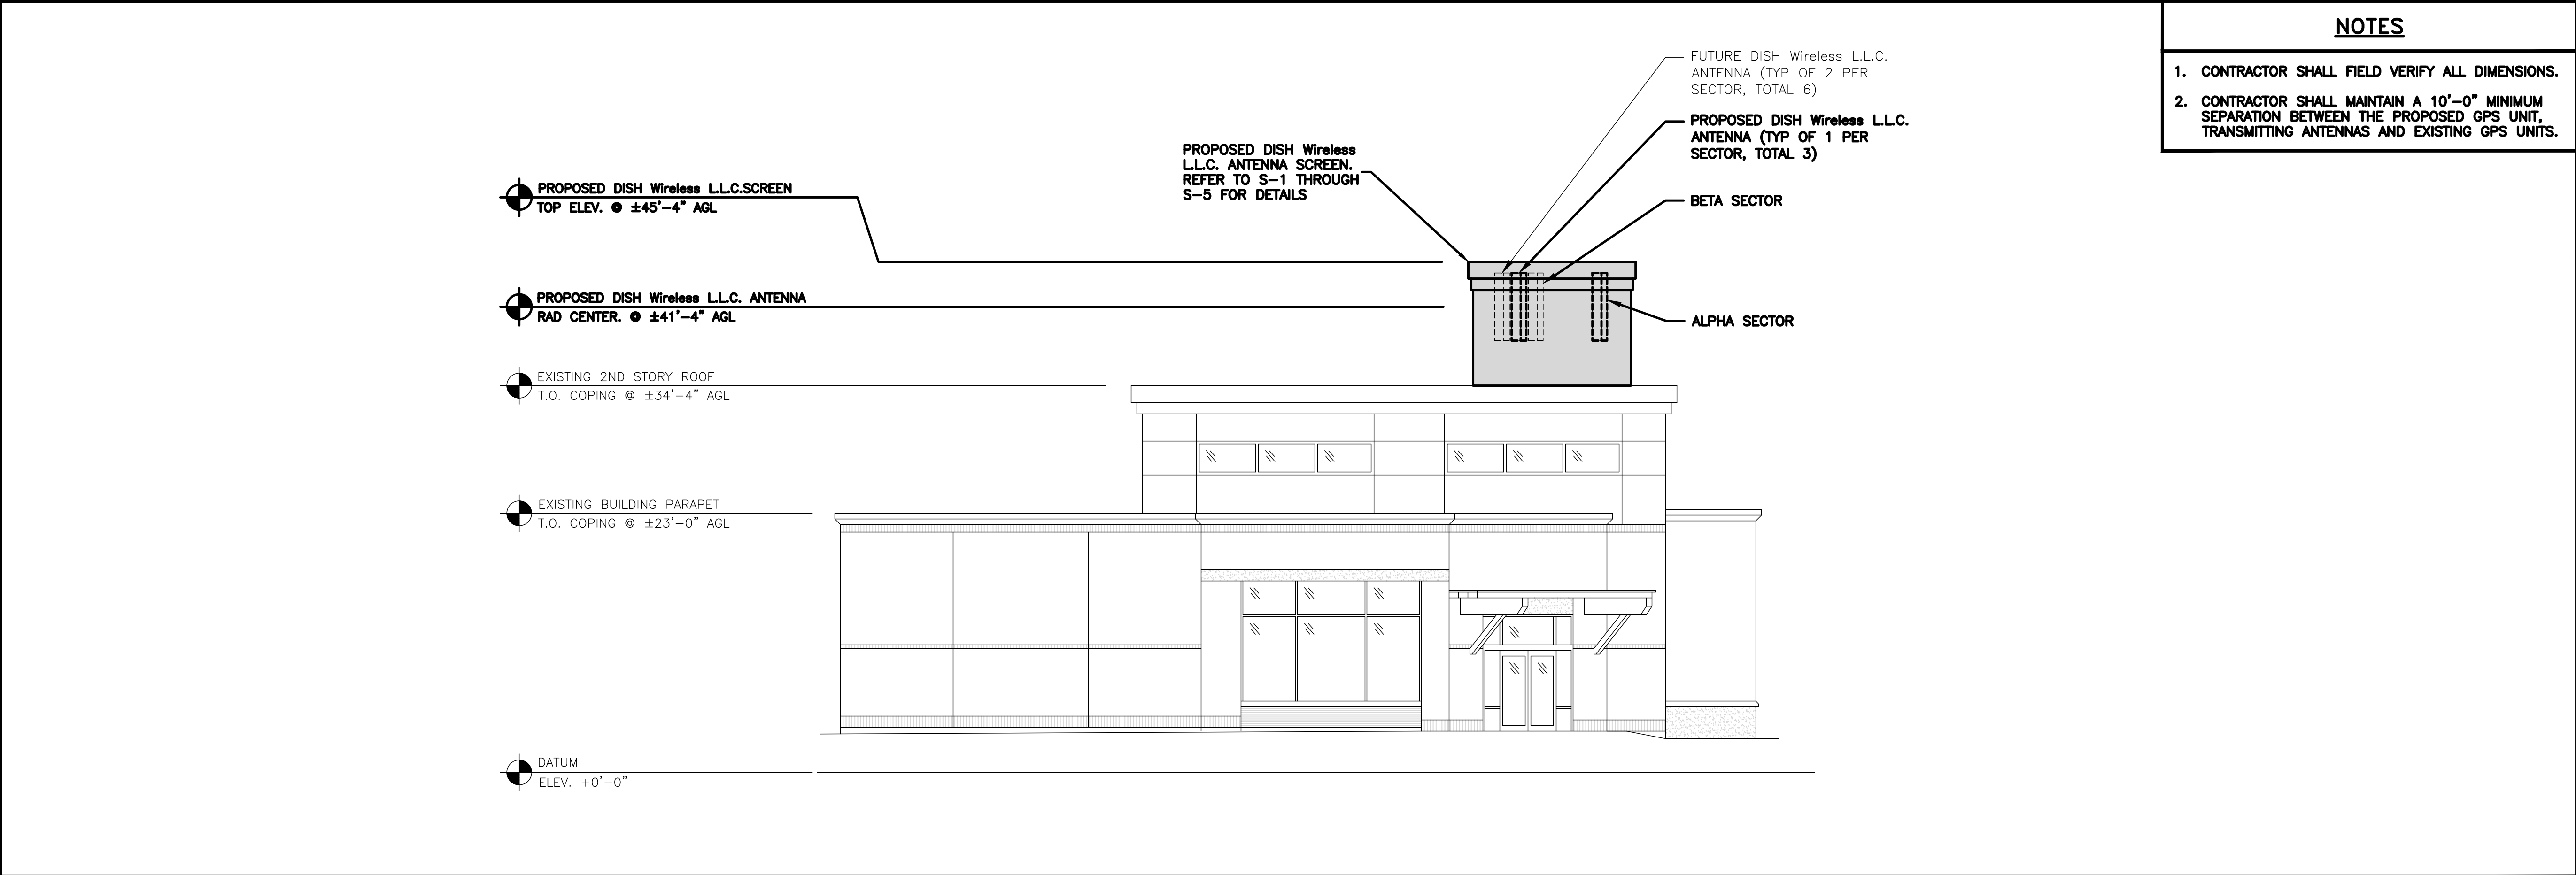 NOTES
1. CONTRACTOR SHALL FIELD VERIFY ALL DIMENSIONS.
2. CONTRACTOR SHALL MAINTAIN A 10'-0" MINIMUM
SEPARATION BETWEEN THE PROPOSED GPS UNIT,
TRANSMITTING ANTENNAS AND EXISTING GPS UNITS.
FUTURE DISH Wireless L.L.C.
ANTENNA (TYP OF 2 PER
SECTOR, TOTAL 6)
PROPOSED DISH Wireless L.L.C.
ANTENNA (TYP OF 1 PER
SECTOR, TOTAL 3)
BETA SECTOR
ALPHA SECTOR
PROPOSED DISH Wireless
L.L.C. ANTENNA SCREEN.
REFER TO S-1 THROUGH
S-5 FOR DETAILS
PROPOSED DISH Wireless L.L.C.SCREEN
TOP ELEV. @ ±45'-4" AGL
PROPOSED DISH Wireless L.L.C. ANTENNA
RAD CENTER. @ ±41'-4" AGL
EXISTING 2ND STORY ROOF
T.O. COPING @ ±34'-4" AGL
EXISTING BUILDING PARAPET
T.O. COPING @ ±23'-0" AGL
DATUM
ELEV. +0'-0"